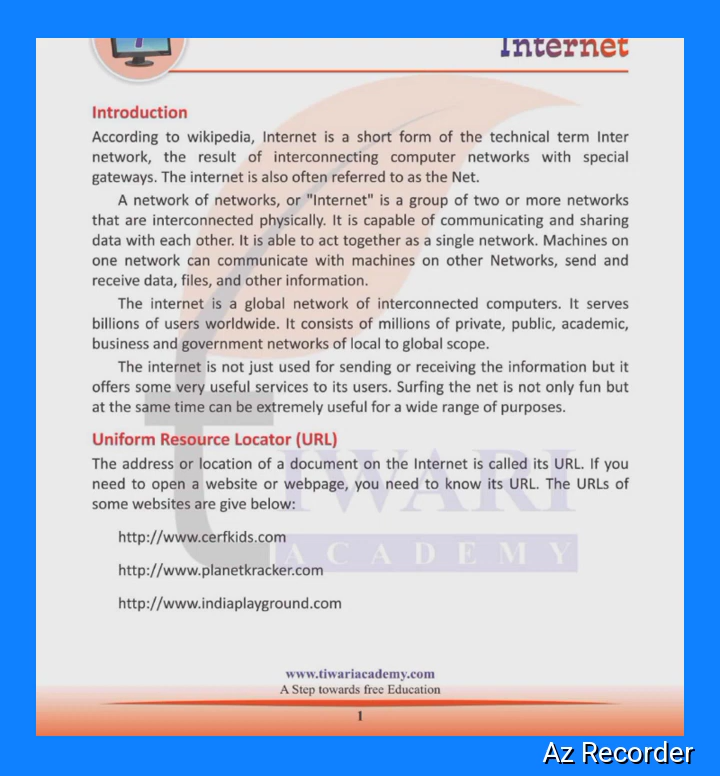 Internet
Introduction
According to wikipedia, Internet is a short form of the technical term Inter
network, the result of interconnecting computer networks with special
gateways. The internet is also often referred to as the Net.
A network of networks, or "Internet" is a group of two or more networks
that are interconnected physically. It is capable of communicating and sharing
data with each other. It is able to act together as a single network. Machines on
one network can communicate with machines on other Networks, send and
receive data, files, and other information.
The internet is a global network of interconnected computers. It serves
billions of users worldwide. It consists of millions of private, public, academic,
business and government networks of local to global scope.
The internet is not just used for sending or receiving the information but it
offers some very useful services to its users. Surfing the net is not only fun but
at the same time can be extremely useful for a wide range of purposes.
Uniform Resource Locator (URL)
The address or location of a document on the Internet is called its URL. If you
need to open a website or webpage, you need to know its URL. The URLs of
some websites are give below:
TIWARI
ACADEMY
http://www.cerfkids.com
http://www.planetkracker.com
http://www.indiaplayground.com
www.tiwariacademy.com
A Step towards free Education
1
Az Recorder